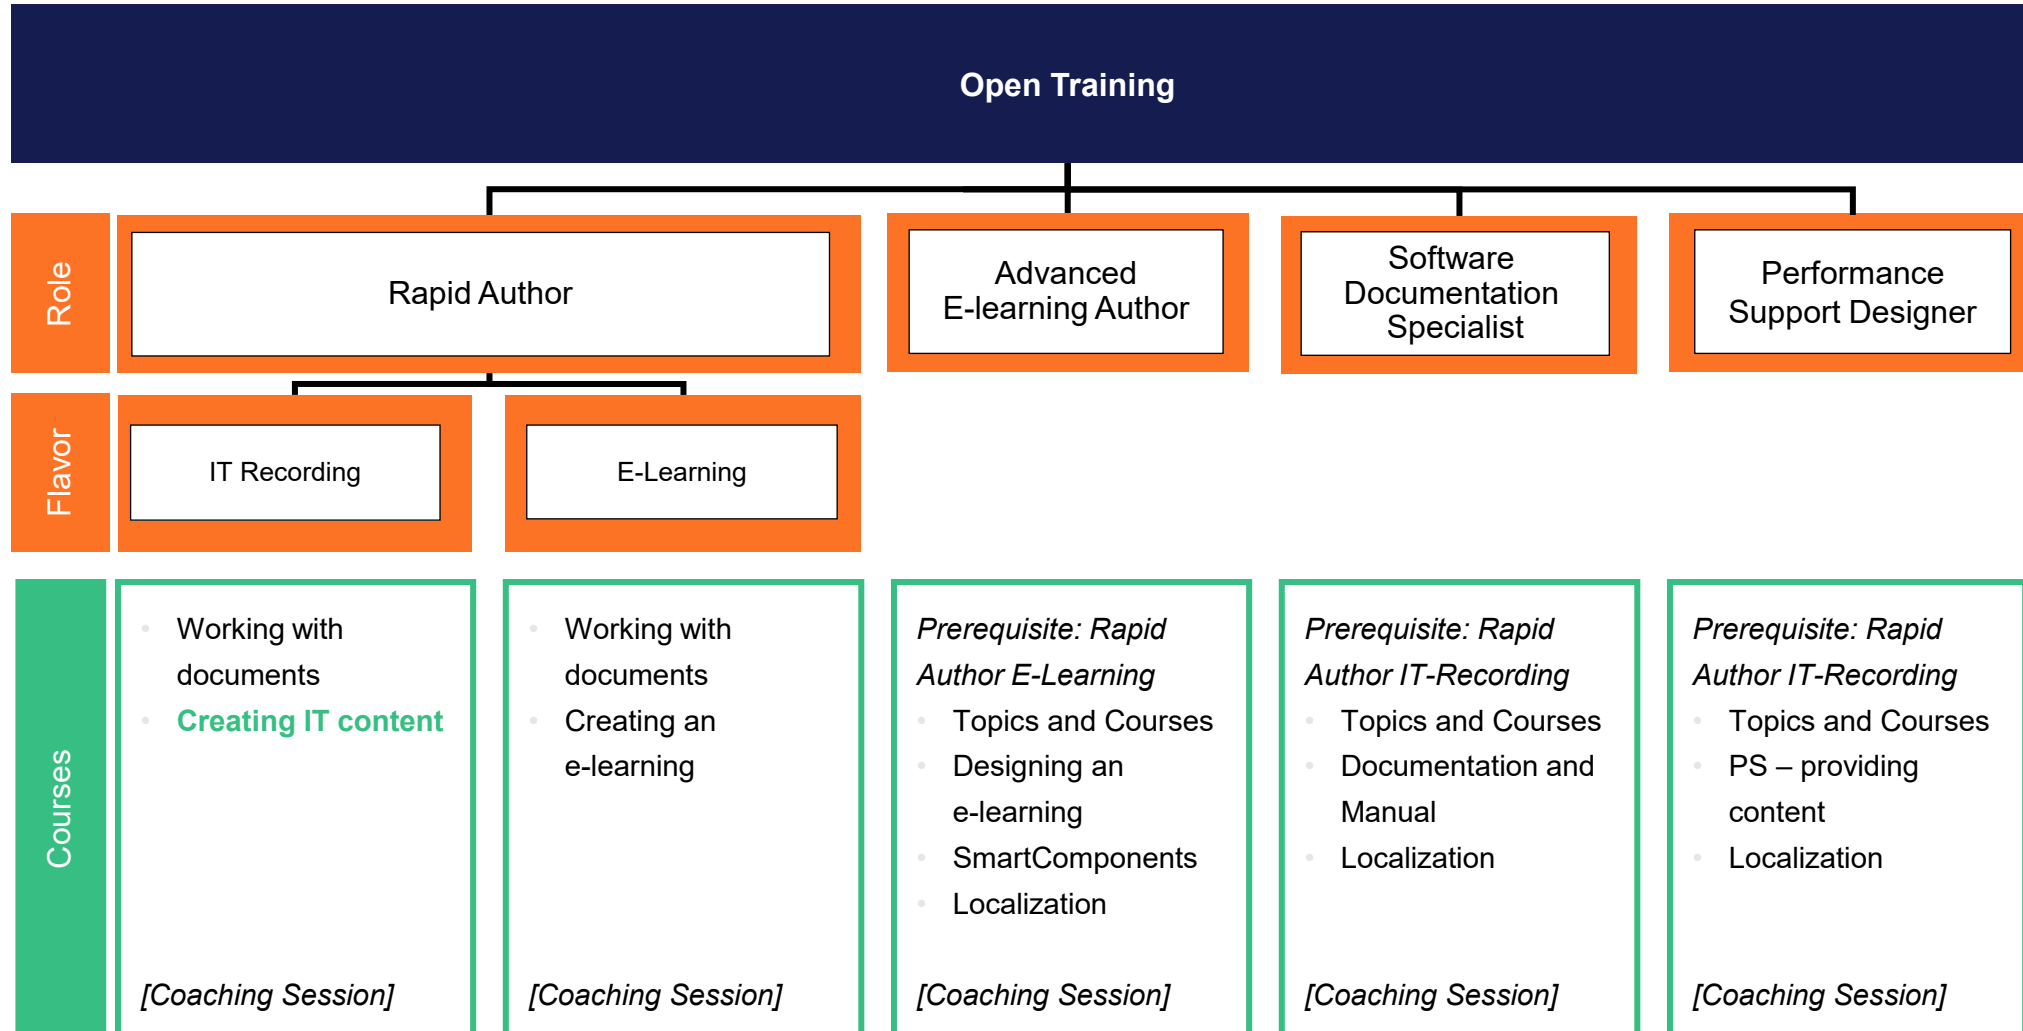 Open Training
Role
Rapid Author
Advanced
E-learning Author
Software
Documentation
Specialist
Performance
Support Designer
Flavor
IT Recording
E-Learning
Courses
• Working with
documents
• Creating IT content
[Coaching Session]
• Working with
documents
• Creating an
e-learning
[Coaching Session]
Prerequisite: Rapid
Author E-Learning
• Topics and Courses
• Designing an
e-learning
• SmartComponents
• Localization
[Coaching Session]
Prerequisite: Rapid
Author IT-Recording
• Topics and Courses
• Documentation and
Manual
• Localization
[Coaching Session]
Prerequisite: Rapid
Author IT-Recording
• Topics and Courses
• PS – providing
content
• Localization
[Coaching Session]